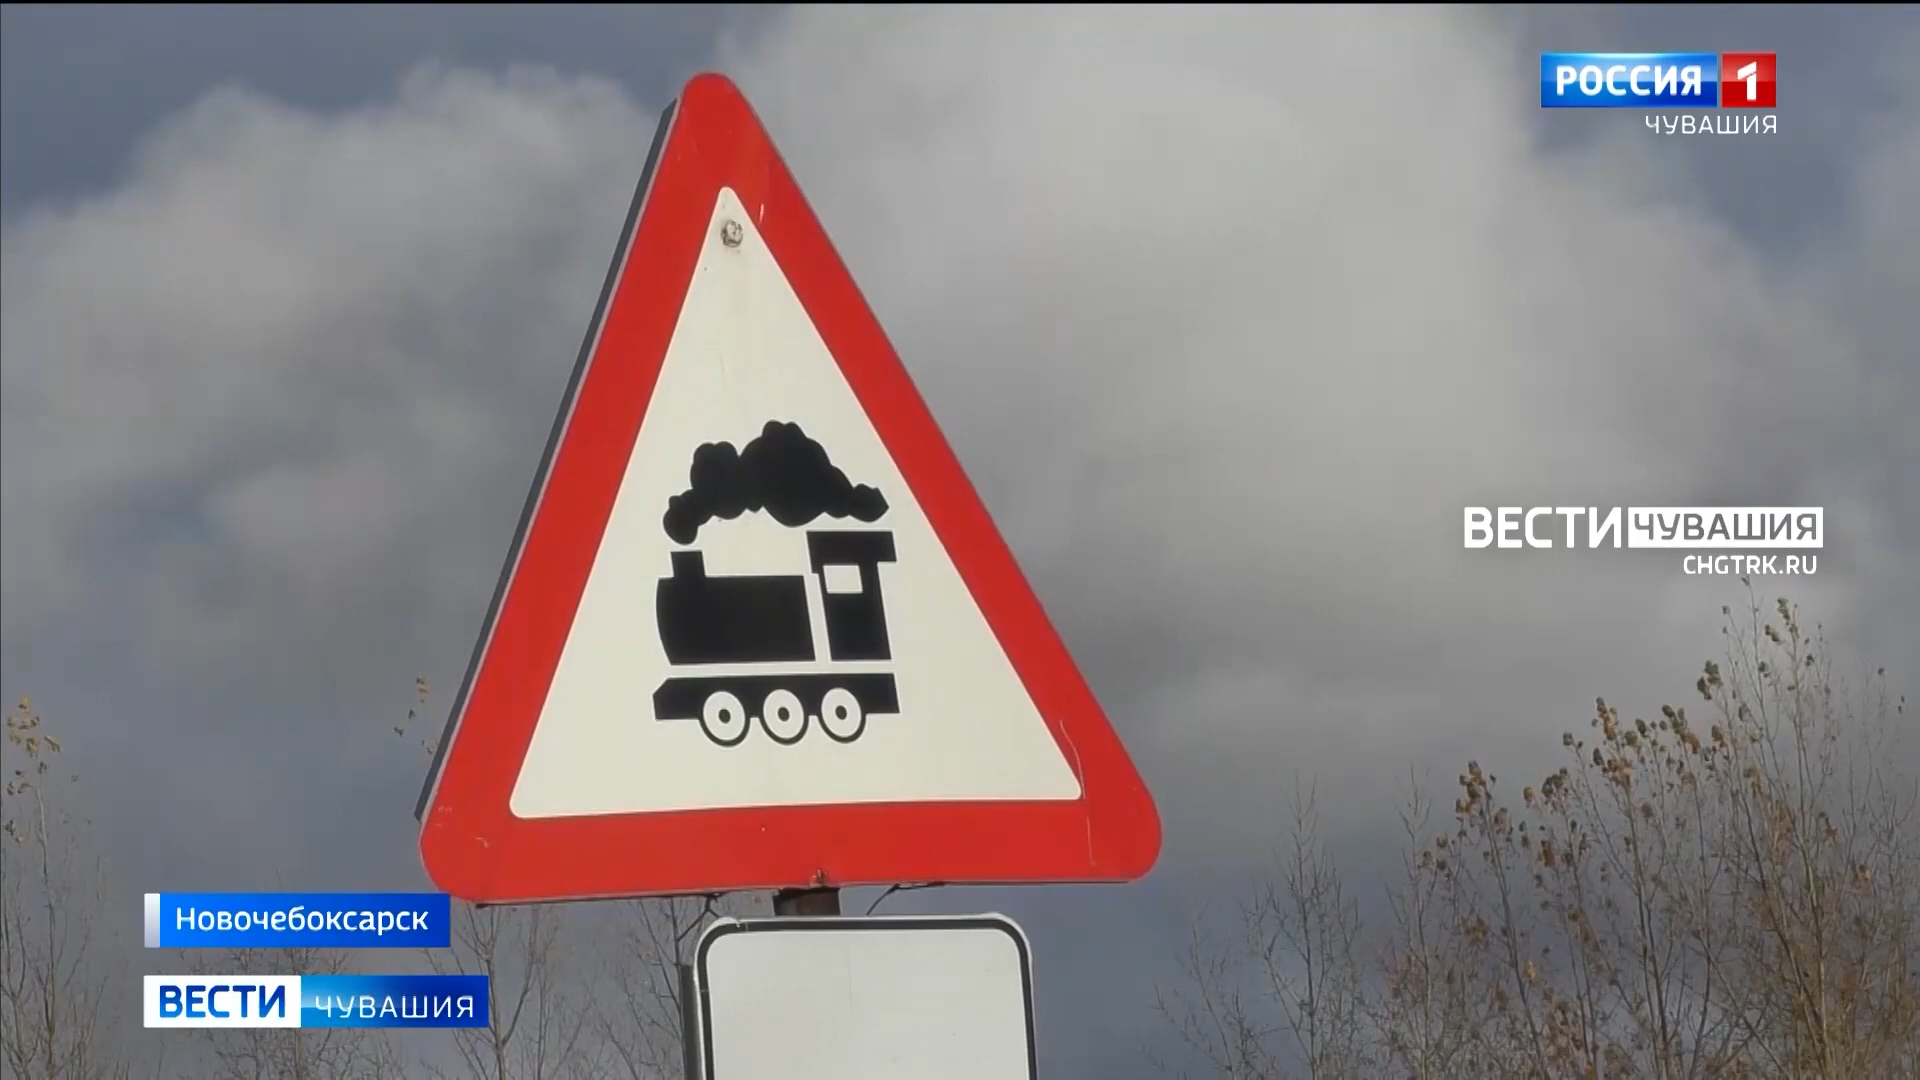 РОССИЯ 1
ЧУВАШИЯ
ВЕСТИ ЧУВАШИЯ
CHGTRK.RU
Новочебоксарск
ВЕСТИ ЧУВАШИЯ